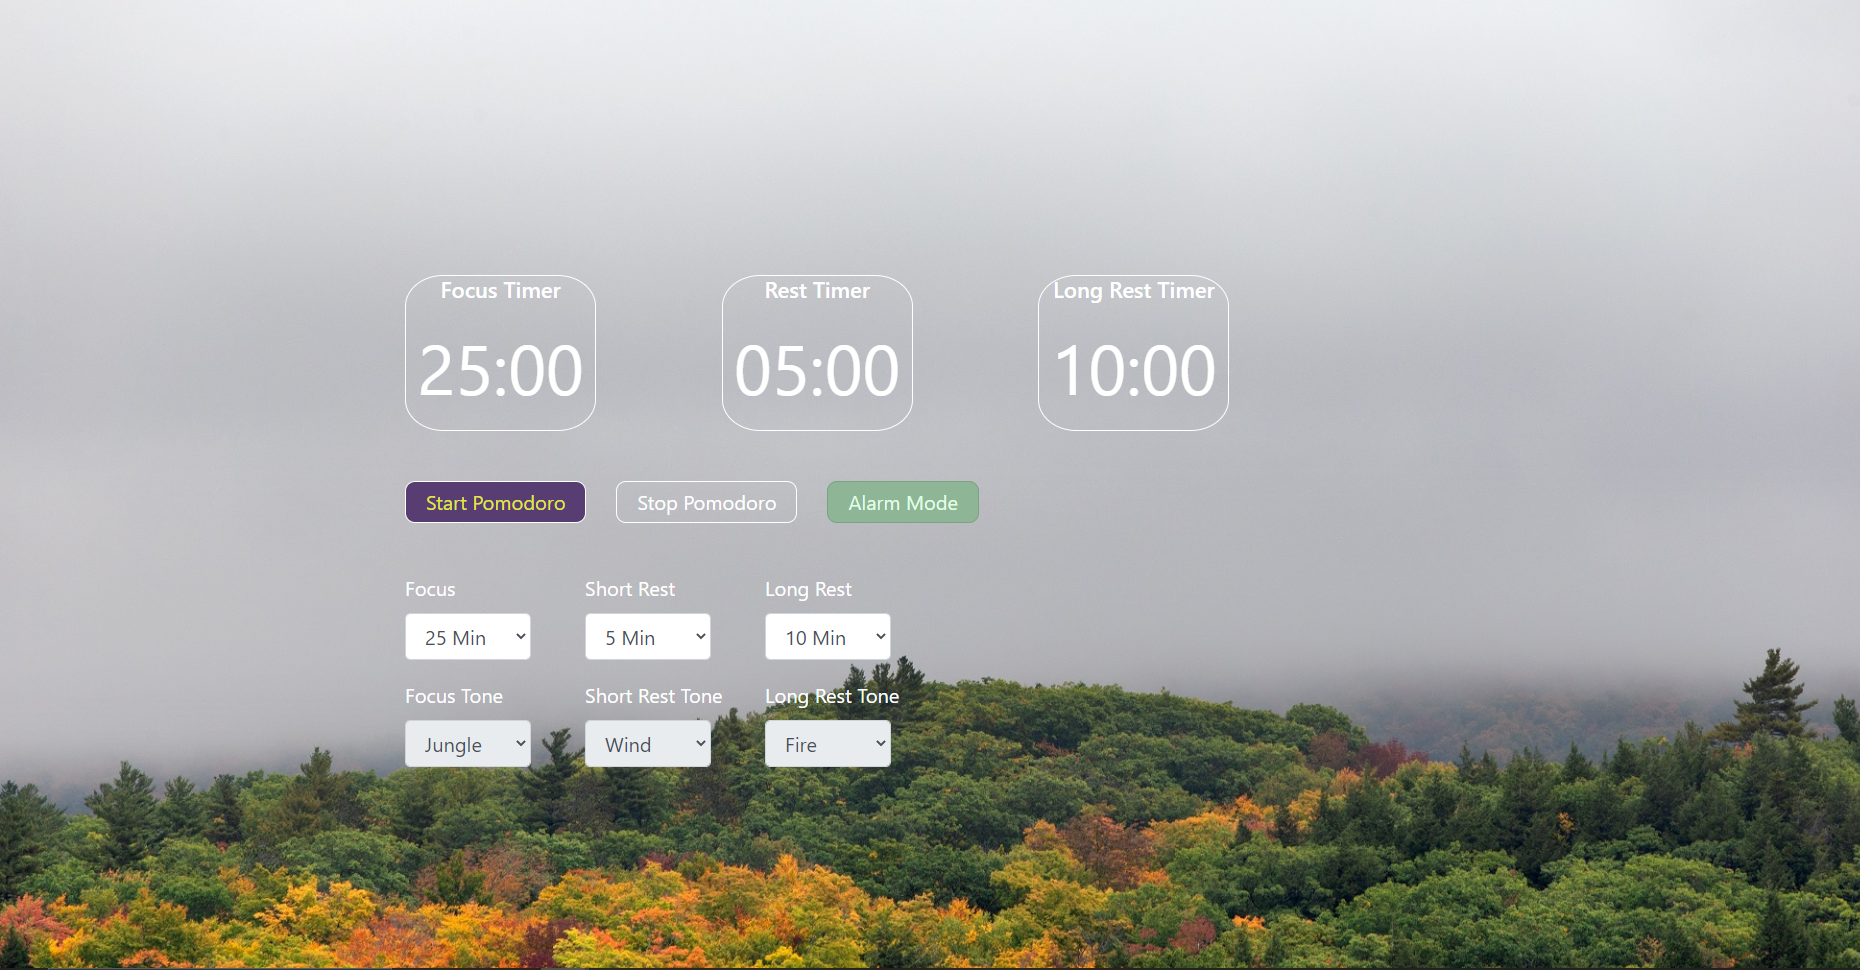 Focus Timer Rest Timer Long Rest Timer
25:00 05:00 10:00
Start Pomodoro Stop Pomodoro Alarm Mode
Focus Short Rest Long Rest
25 Min 5 Min 10 Min
Focus Tone Short Rest Tone Long Rest Tone
Jungle Wind Fire